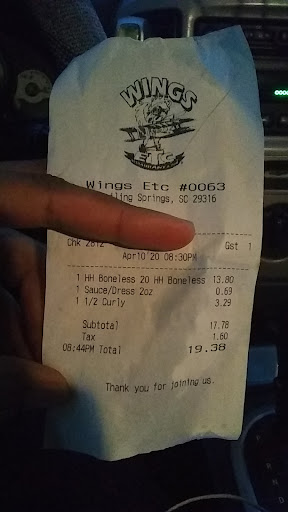 WINGS
ETC
Wings Etc #0063
ling Springs, SC 29316
Chk 2812 Gst 1
Apr10'20 08:30PM
1 HH Boneless 20 HH Boneless 13.80
1 Sauce/Dress 2oz 0.69
1 1/2 Curly 3.29
Subtotal 17.78
Tax 1.60
08:44PM Total 19.38
Thank you for joining us.